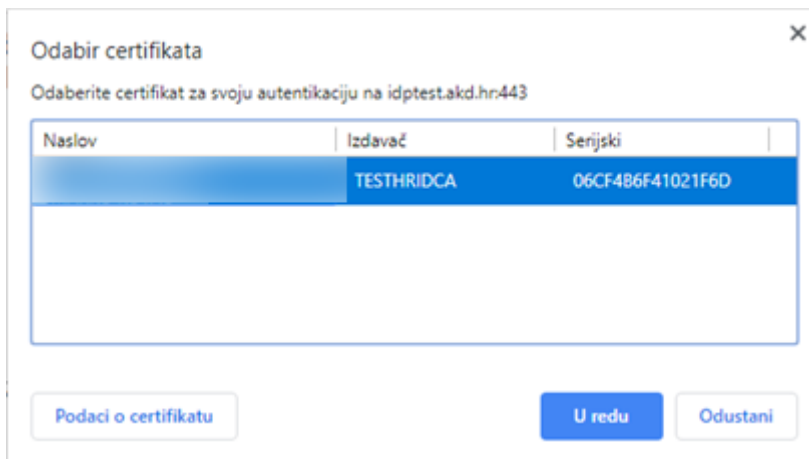 Odabir certifikata
Odaberite certifikat za svoju autentikaciju na idptest.akd.hr:443
Naslov Izdavač Serijski
TESTHRIDCA 06CF4B6F41021F6D
Podaci o certifikatu U redu Odustani